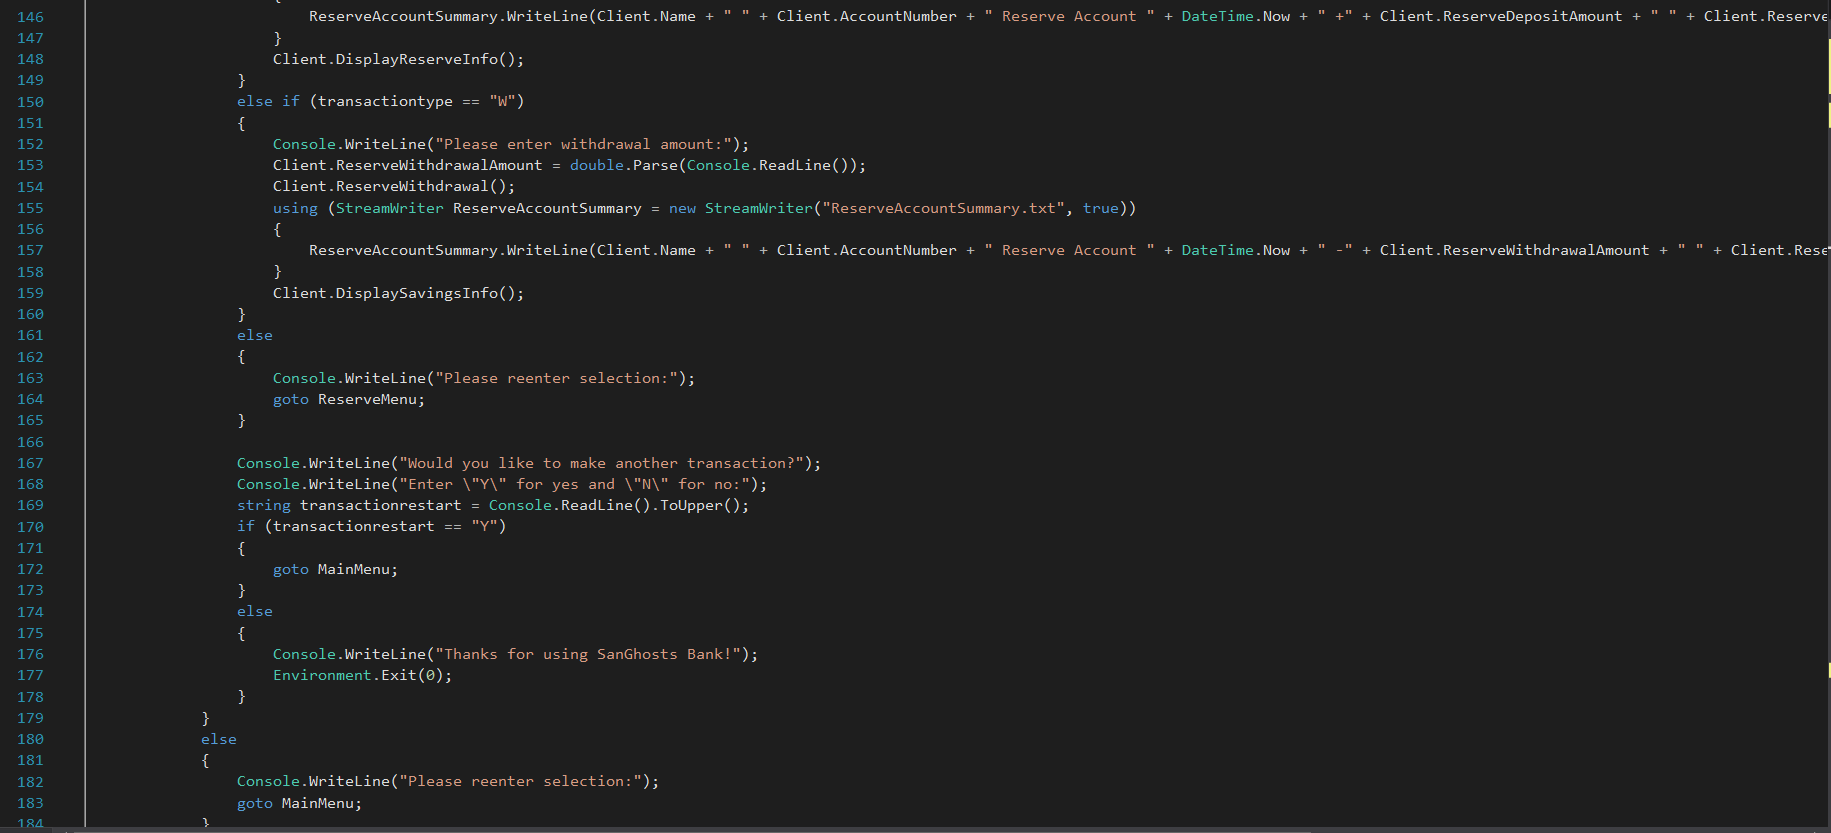 146 ReserveAccountSummary.WriteLine(Client.Name + " " + Client.AccountNumber + " Reserve Account " + DateTime.Now + " +" + Client.ReserveDepositAmount + " " + Client.Reserve
147 }
148 Client.DisplayReserveInfo();
149 }
150 else if (transactiontype == "W")
151 {
152 Console.WriteLine("Please enter withdrawal amount:");
153 Client.ReserveWithdrawalAmount = double.Parse(Console.ReadLine());
154 Client.ReserveWithdrawal();
155 using (StreamWriter ReserveAccountSummary = new StreamWriter("ReserveAccountSummary.txt", true))
156 {
157 ReserveAccountSummary.WriteLine(Client.Name + " " + Client.AccountNumber + " Reserve Account " + DateTime.Now + " -" + Client.ReserveWithdrawalAmount + " " + Client.Rese
158 }
159 Client.DisplaySavingsInfo();
160 }
161 else
162 {
163 Console.WriteLine("Please reenter selection:");
164 goto ReserveMenu;
165 }
166
167 Console.WriteLine("Would you like to make another transaction?");
168 Console.WriteLine("Enter \"Y\" for yes and \"N\" for no:");
169 string transactionrestart = Console.ReadLine().ToUpper();
170 if (transactionrestart == "Y")
171 {
172 goto MainMenu;
173 }
174 else
175 {
176 Console.WriteLine("Thanks for using SanGhosts Bank!");
177 Environment.Exit(0);
178 }
179 }
180 else
181 {
182 Console.WriteLine("Please reenter selection:");
183 goto MainMenu;
184 }